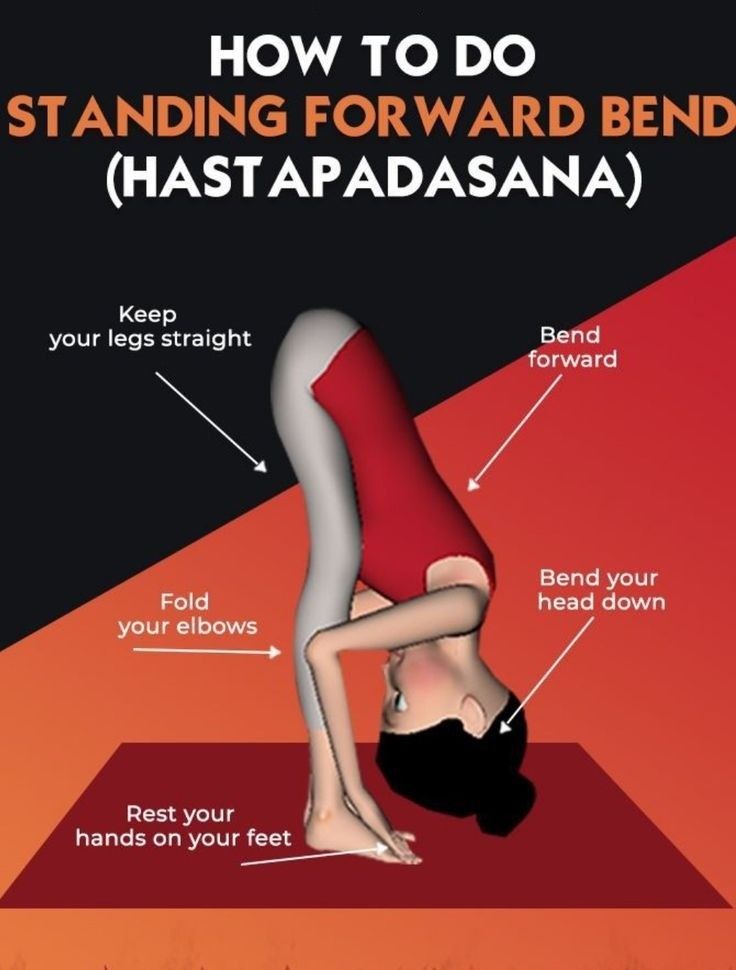 HOW TO DO
STANDING FORWARD BEND
(HASTAPADASANA)
Keep
your legs straight
Bend
forward
Fold
your elbows
Bend your
head down
Rest your
hands on your feet